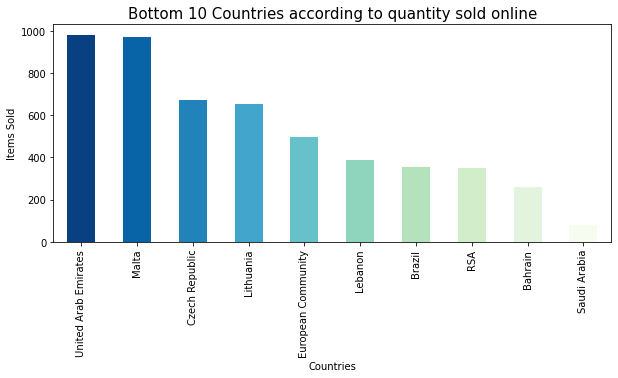 Bottom 10 Countries according to quantity sold online
Items Sold
1000
800
600
400
200
0
United Arab Emirates
Malta
Czech Republic
Lithuania
European Community
Lebanon
Brazil
RSA
Bahrain
Saudi Arabia
Countries